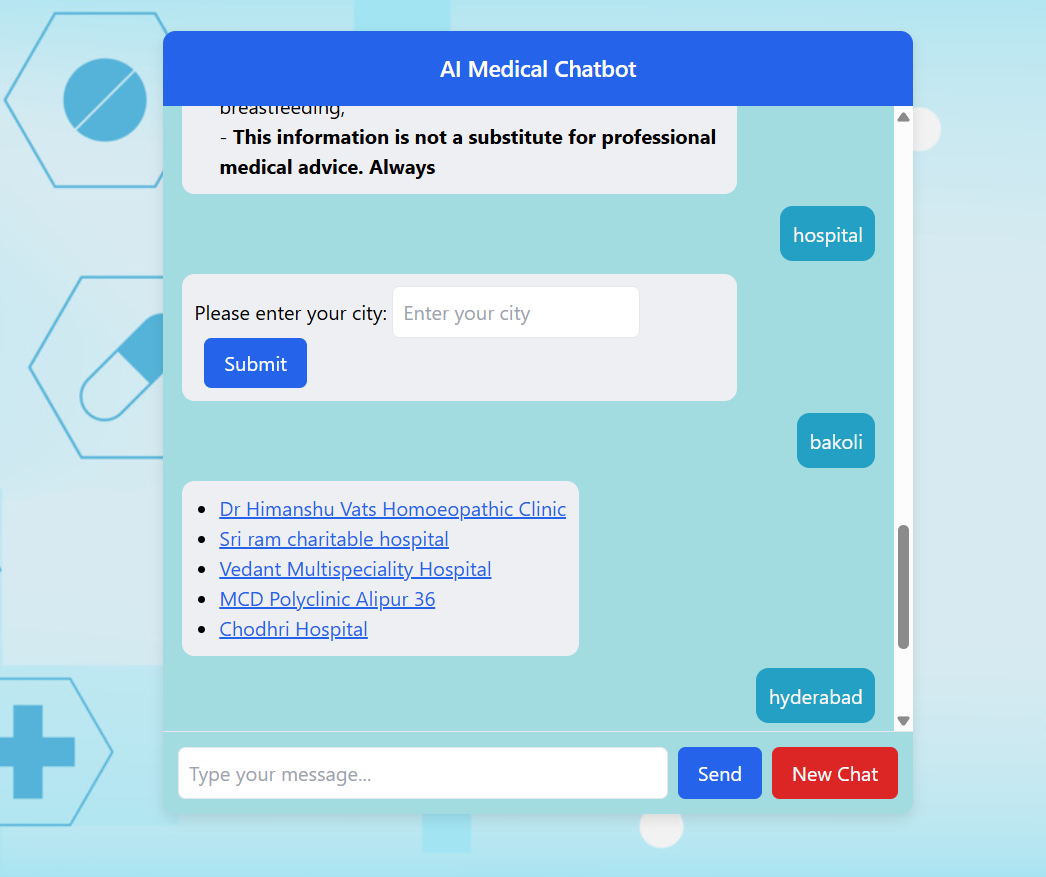 AI Medical Chatbot
breastfeeding,
- This information is not a substitute for professional
medical advice. Always
hospital
Please enter your city: Enter your city
Submit
bakoli
Dr Himanshu Vats Homoeopathic Clinic
Sri ram charitable hospital
Vedant Multispeciality Hospital
MCD Polyclinic Alipur 36
Chodhri Hospital
hyderabad
Type your message... Send New Chat